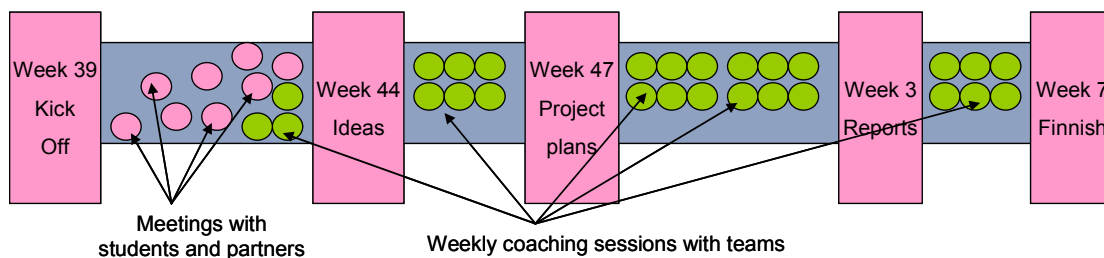 Week 39
Kick
Off
Week 44
Ideas
Week 47
Project
plans
Week 3
Reports
Week 7
Finnish
Meetings with
students and partners
Weekly coaching sessions with teams